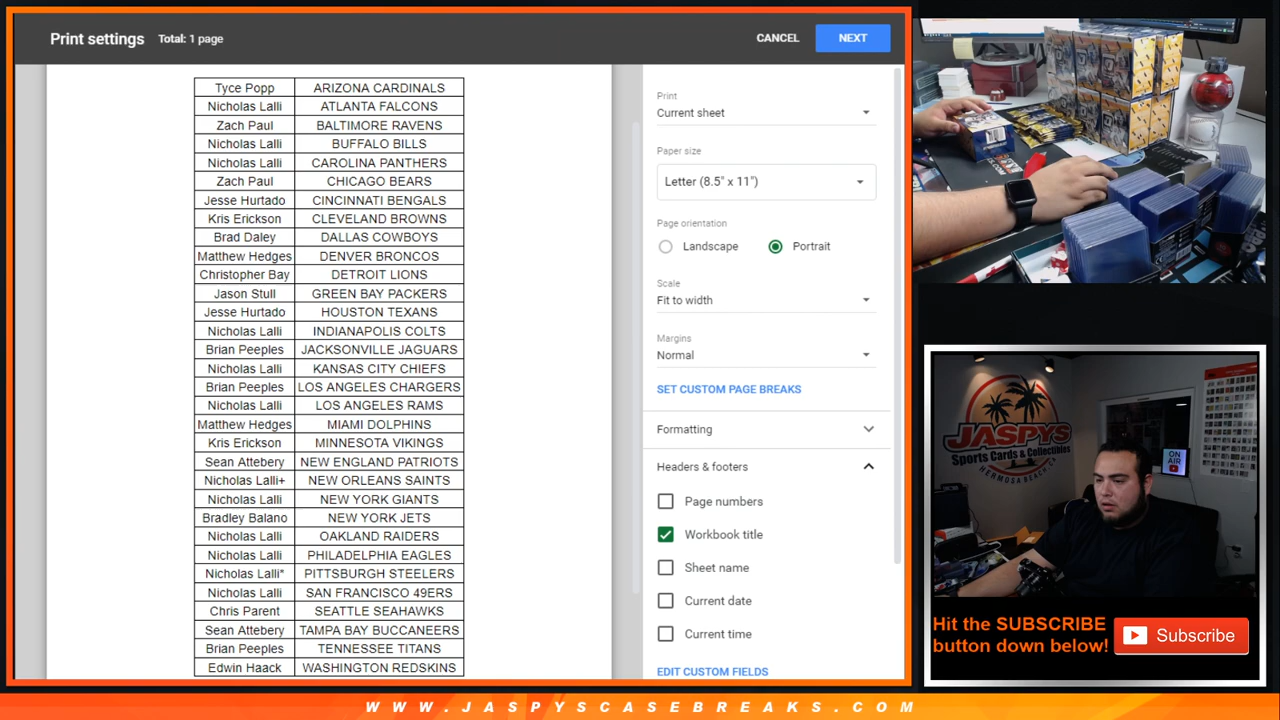 Print settings Total: 1 page CANCEL NEXT
Tyce Popp ARIZONA CARDINALS
Nicholas Lalli ATLANTA FALCONS
Zach Paul BALTIMORE RAVENS
Nicholas Lalli BUFFALO BILLS
Nicholas Lalli CAROLINA PANTHERS
Zach Paul CHICAGO BEARS
Jesse Hurtado CINCINNATI BENGALS
Kris Erickson CLEVELAND BROWNS
Brad Daley DALLAS COWBOYS
Matthew Hedges DENVER BRONCOS
Christopher Bay DETROIT LIONS
Jason Stull GREEN BAY PACKERS
Jesse Hurtado HOUSTON TEXANS
Nicholas Lalli INDIANAPOLIS COLTS
Brian Peeples JACKSONVILLE JAGUARS
Nicholas Lalli KANSAS CITY CHIEFS
Brian Peeples LOS ANGELES CHARGERS
Nicholas Lalli LOS ANGELES RAMS
Matthew Hedges MIAMI DOLPHINS
Kris Erickson MINNESOTA VIKINGS
Sean Attebery NEW ENGLAND PATRIOTS
Nicholas Lalli+ NEW ORLEANS SAINTS
Nicholas Lalli NEW YORK GIANTS
Bradley Balano NEW YORK JETS
Nicholas Lalli OAKLAND RAIDERS
Nicholas Lalli PHILADELPHIA EAGLES
Nicholas Lalli* PITTSBURGH STEELERS
Nicholas Lalli SAN FRANCISCO 49ERS
Chris Parent SEATTLE SEAHAWKS
Sean Attebery TAMPA BAY BUCCANEERS
Brian Peeples TENNESSEE TITANS
Edwin Haack WASHINGTON REDSKINS
Print
Current sheet
Paper size
Letter (8.5" x 11")
Page orientation
Landscape Portrait
Scale
Fit to width
Margins
Normal
SET CUSTOM PAGE BREAKS
Formatting
Headers & footers
Page numbers
Workbook title
Sheet name
Current date
Current time
EDIT CUSTOM FIELDS
JASPYS
Sports Cards & Collectibles
HERMOSA BEACH, CA
ON
AIR
Hit the SUBSCRIBE
button down below!
Subscribe
WWW.JASPYSCASEBREAKS.COM